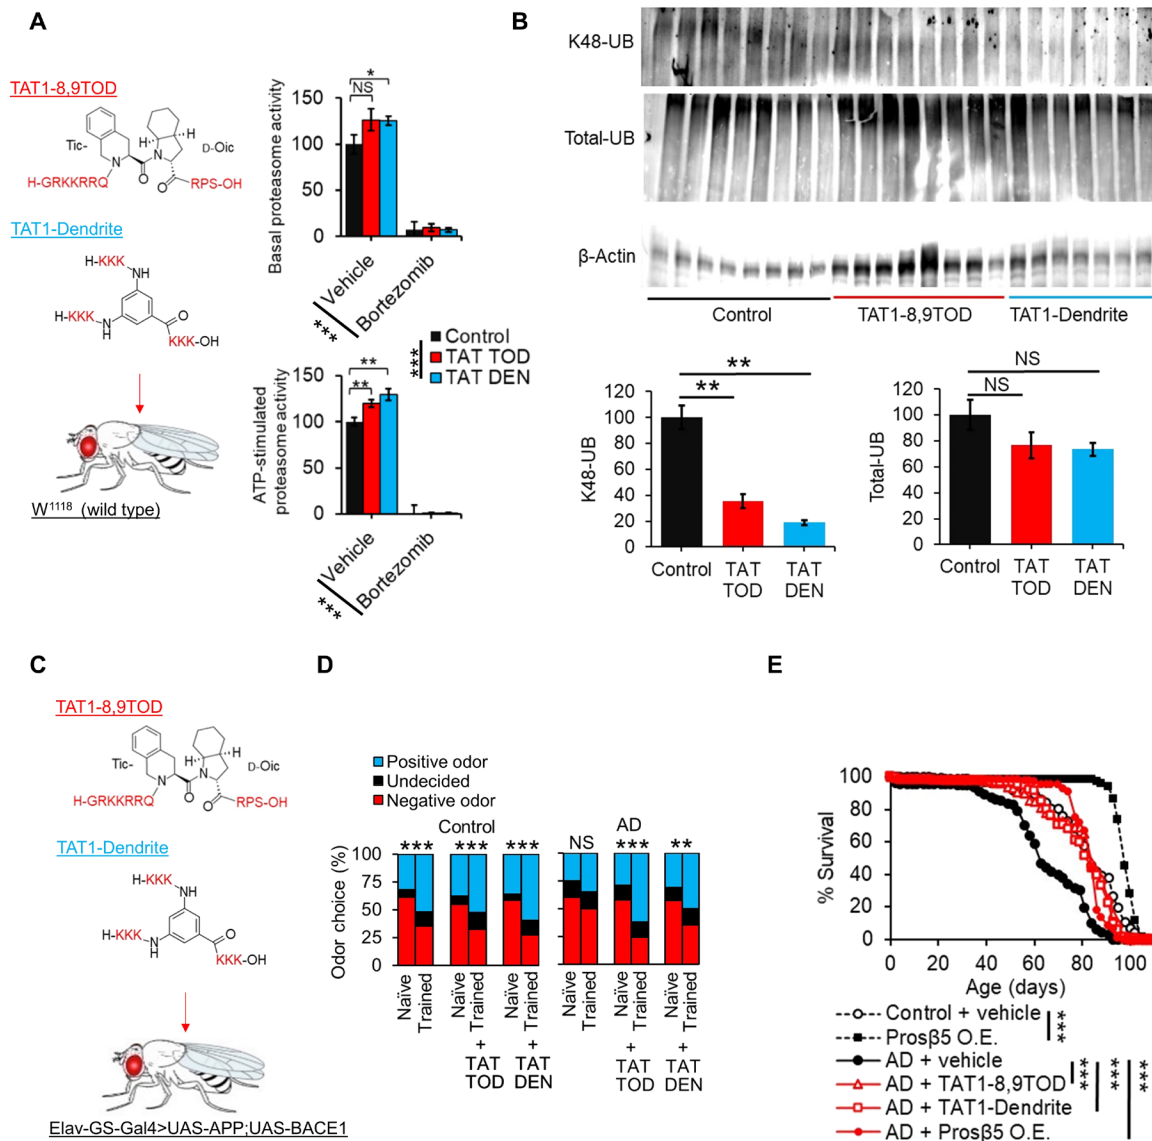 A
TAT1-8,9TOD
Tic-
H
H
N
N
D-Oic
H-GRKKRRQ
O
O
RPS-OH
TAT1-Dendrite
H-KKK
NH
H-KKK
N
H
O
KKK-OH
W1118 (wild type)
Basal proteasome activity
150
100
50
0
NS
*
Vehicle
Bortezomib
***
Control
TAT TOD
TAT DEN
***
ATP-stimulated
proteasome activity
150
100
50
0
**
**
Vehicle
Bortezomib
***
B
K48-UB
Total-UB
β-Actin
Control
TAT1-8,9TOD
TAT1-Dendrite
K48-UB
120
100
80
60
40
20
0
**
**
Control
TAT
TOD
TAT
DEN
Total-UB
120
100
80
60
40
20
0
NS
NS
Control
TAT
TOD
TAT
DEN
C
TAT1-8,9TOD
Tic-
H
H
N
N
D-Oic
H-GRKKRRQ
O
O
RPS-OH
TAT1-Dendrite
H-KKK
NH
H-KKK
N
H
O
KKK-OH
Elav-GS-Gal4>UAS-APP;UAS-BACE1
D
Positive odor
Undecided
Negative odor
Control
AD
*** *** *** NS *** **
Odor choice (%)
100
75
50
25
0
Naïve
Trained
Naïve
Trained
+
TAT
TOD
Naïve
Trained
+
TAT
DEN
Naïve
Trained
Naïve
Trained
+
TAT
TOD
Naïve
Trained
+
TAT
DEN
E
% Survival
100
80
60
40
20
0
0 20 40 60 80 100
Age (days)
Control + vehicle
Prosβ5 O.E.
***
AD + vehicle
AD + TAT1-8,9TOD
AD + TAT1-Dendrite
AD + Prosβ5 O.E.
***
***
***